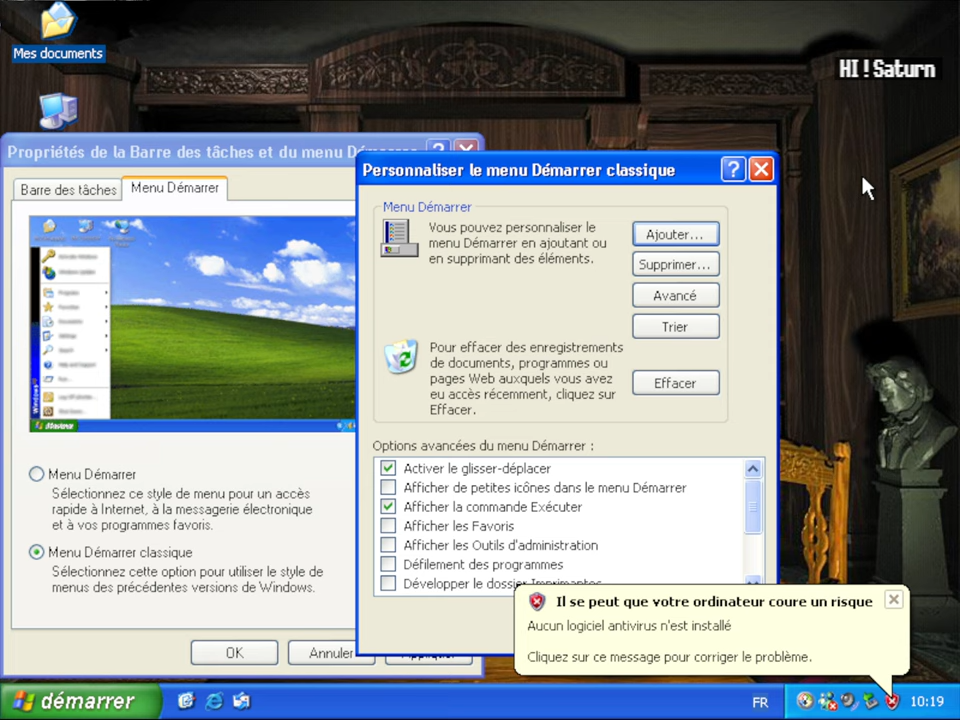 Mes documents
HI!Saturn
Propriétés de la Barre des tâches et du menu Démarrer
Barre des tâches
Menu Démarrer
Menu Démarrer
Sélectionnez ce style de menu pour un accès
rapide à Internet, à la messagerie électronique
et à vos programmes favoris.
Menu Démarrer classique
Sélectionnez cette option pour utiliser le style de
menus des précédentes versions de Windows.
OK
Annuler
Appliquer
Personnaliser le menu Démarrer classique
Menu Démarrer
Vous pouvez personnaliser le
menu Démarrer en ajoutant ou
en supprimant des éléments.
Ajouter...
Supprimer...
Avancé
Trier
Pour effacer des enregistrements
de documents, programmes ou
pages Web auxquels vous avez
eu accès récemment, cliquez sur
Effacer.
Effacer
Options avancées du menu Démarrer :
Activer le glisser-déplacer
Afficher de petites icônes dans le menu Démarrer
Afficher la commande Exécuter
Afficher les Favoris
Afficher les Outils d'administration
Défilement des programmes
Développer le dossier Imprimantes
Il se peut que votre ordinateur coure un risque
Aucun logiciel antivirus n'est installé
Cliquez sur ce message pour corriger le problème.
démarrer
FR
10:19